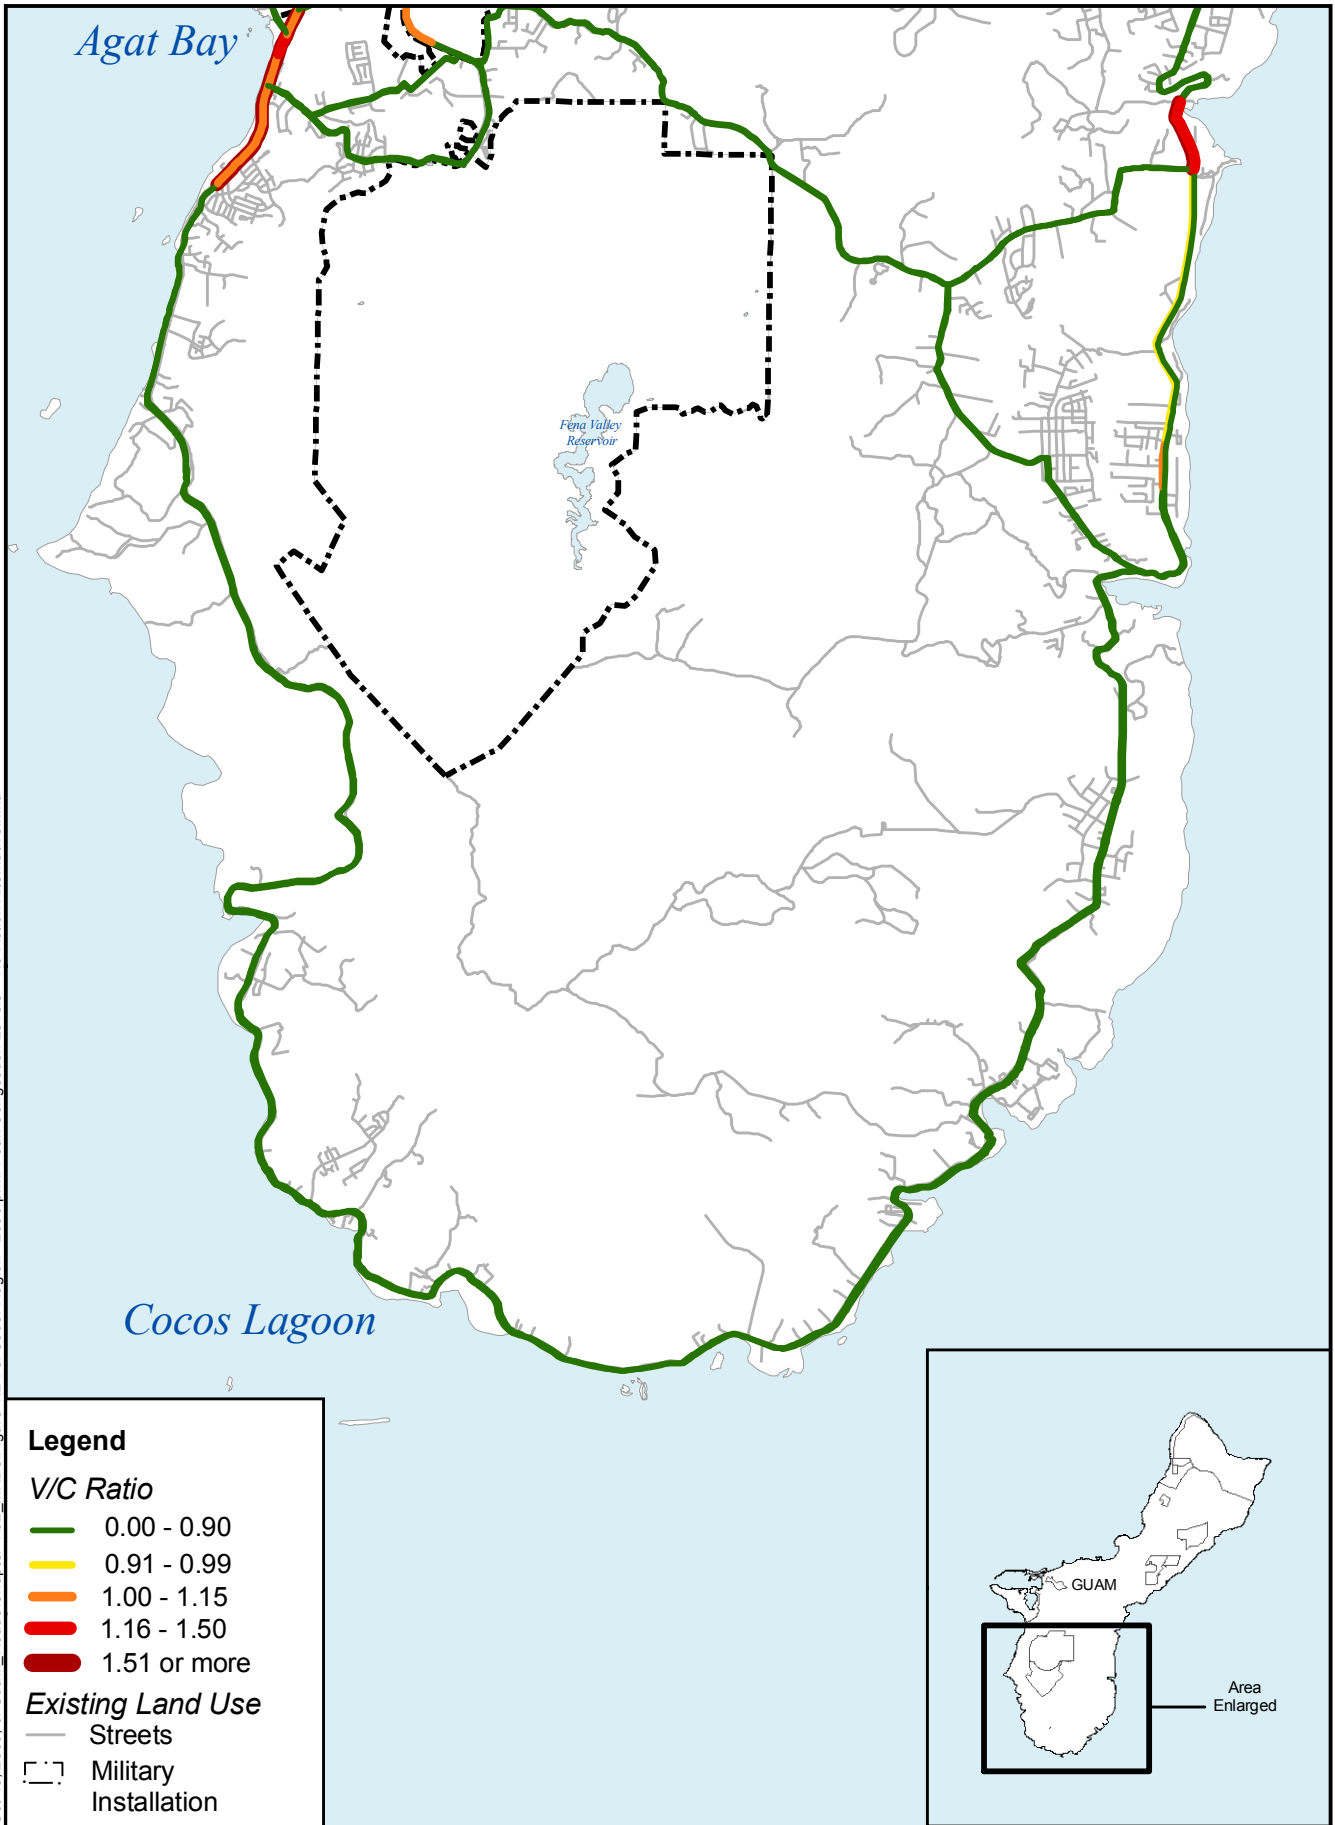 Agat Bay
Fena Valley
Reservoir
Cocos Lagoon
Legend
V/C Ratio
0.00 - 0.90
0.91 - 0.99
1.00 - 1.15
1.16 - 1.50
1.51 or more
Existing Land Use
Streets
Military
Installation
GUAM
Area
Enlarged